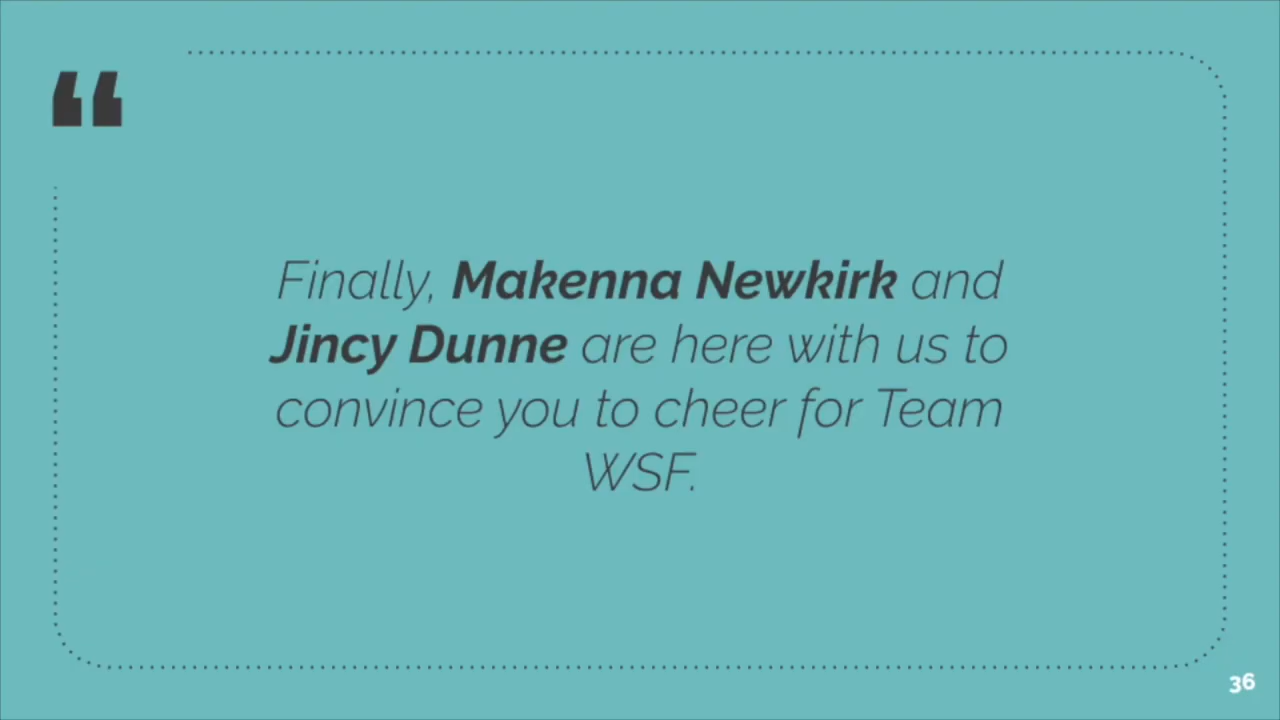 “
Finally, Makenna Newkirk and
Jincy Dunne are here with us to
convince you to cheer for Team
WSF.
36